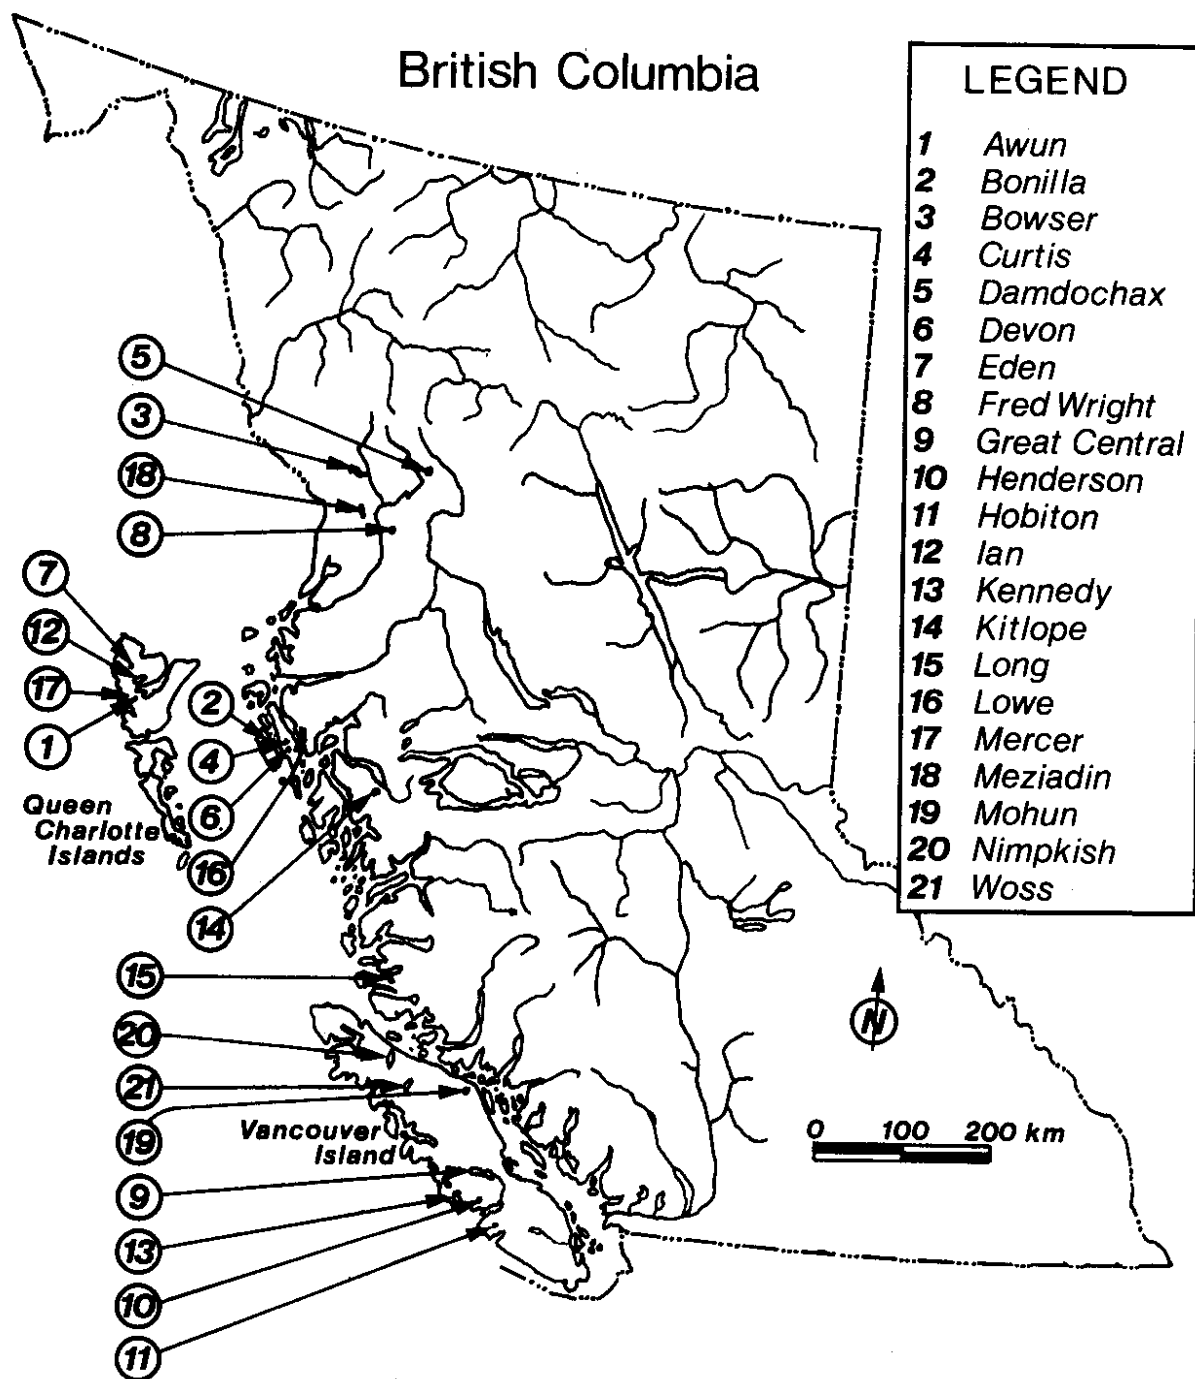 British Columbia
LEGEND
1 Awun
2 Bonilla
3 Bowser
4 Curtis
5 Damdochax
6 Devon
7 Eden
8 Fred Wright
9 Great Central
10 Henderson
11 Hobiton
12 Ian
13 Kennedy
14 Kitlope
15 Long
16 Lowe
17 Mercer
18 Meziadin
19 Mohun
20 Nimpkish
21 Woss
5
3
18
8
7
12
17
1
2
4
6
16
14
Queen
Charlotte
Islands
15
20
21
19
Vancouver
Island
9
13
10
11
N
0 100 200 km